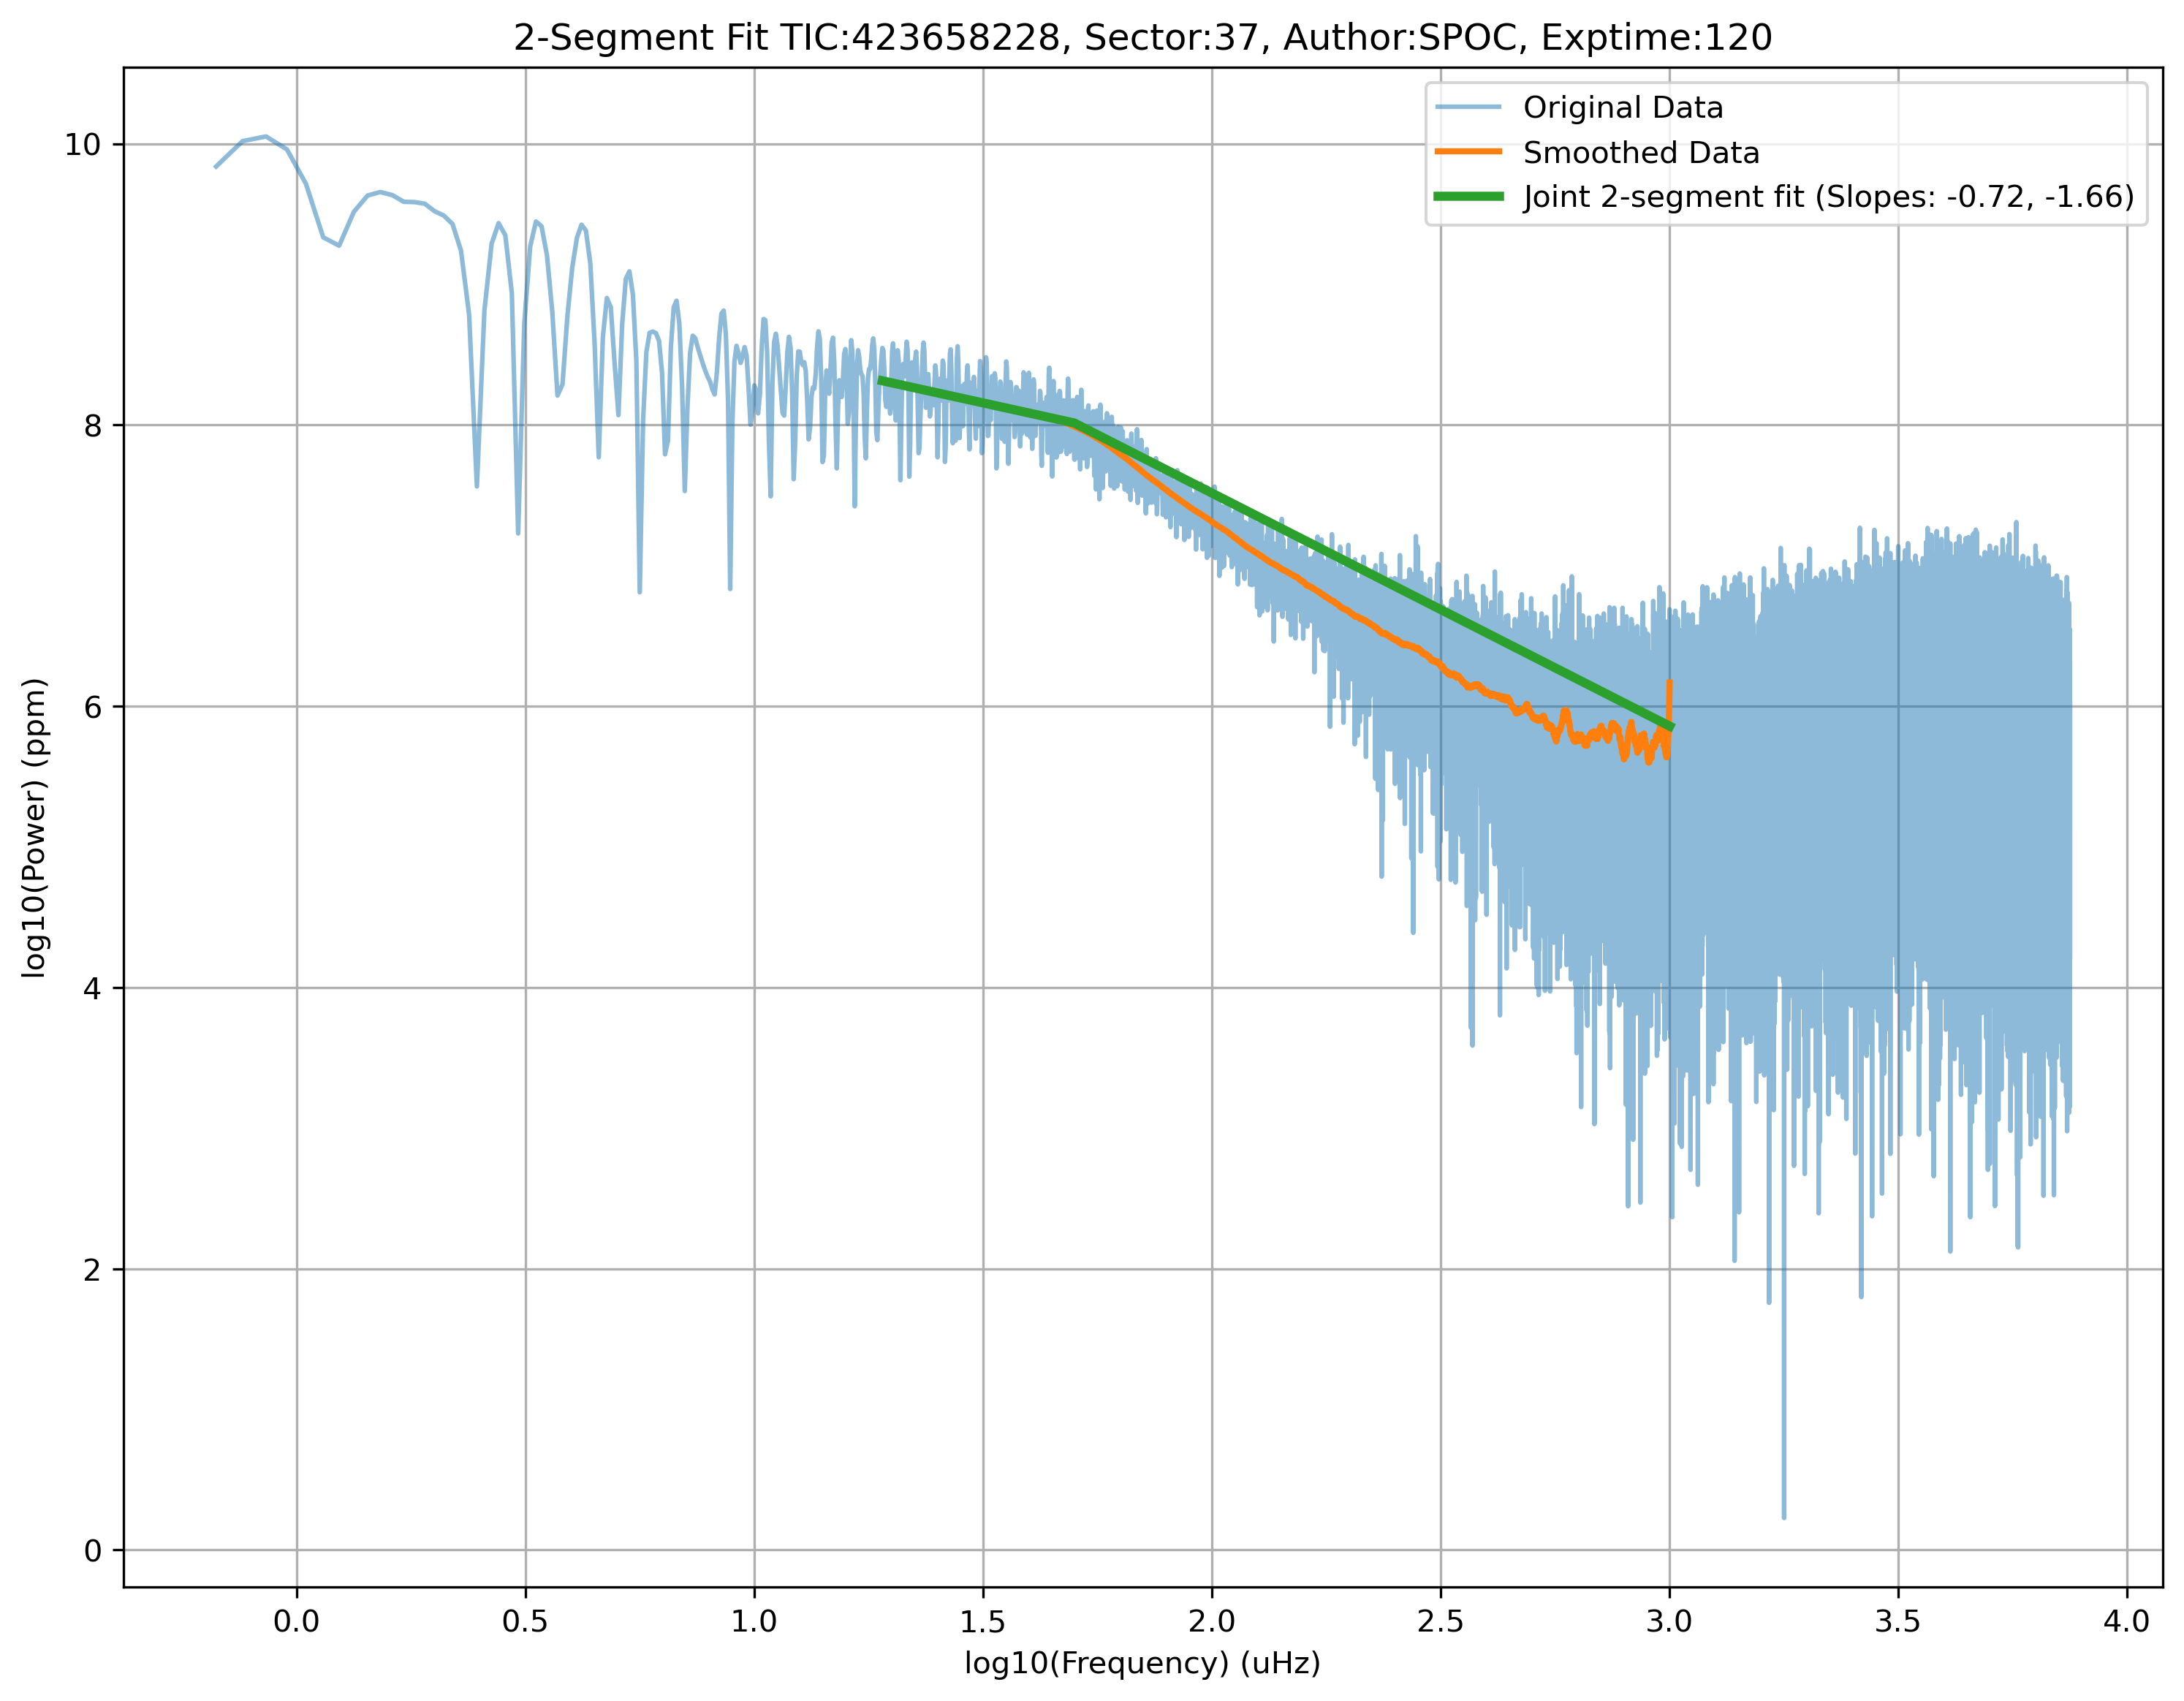 2-Segment Fit TIC:423658228, Sector:37, Author:SPOC, Exptime:120
Original Data
Smoothed Data
Joint 2-segment fit (Slopes: -0.72, -1.66)
log10(Power) (ppm)
10
8
6
4
2
0
0.0 0.5 1.0 1.5 2.0 2.5 3.0 3.5 4.0
log10(Frequency) (uHz)